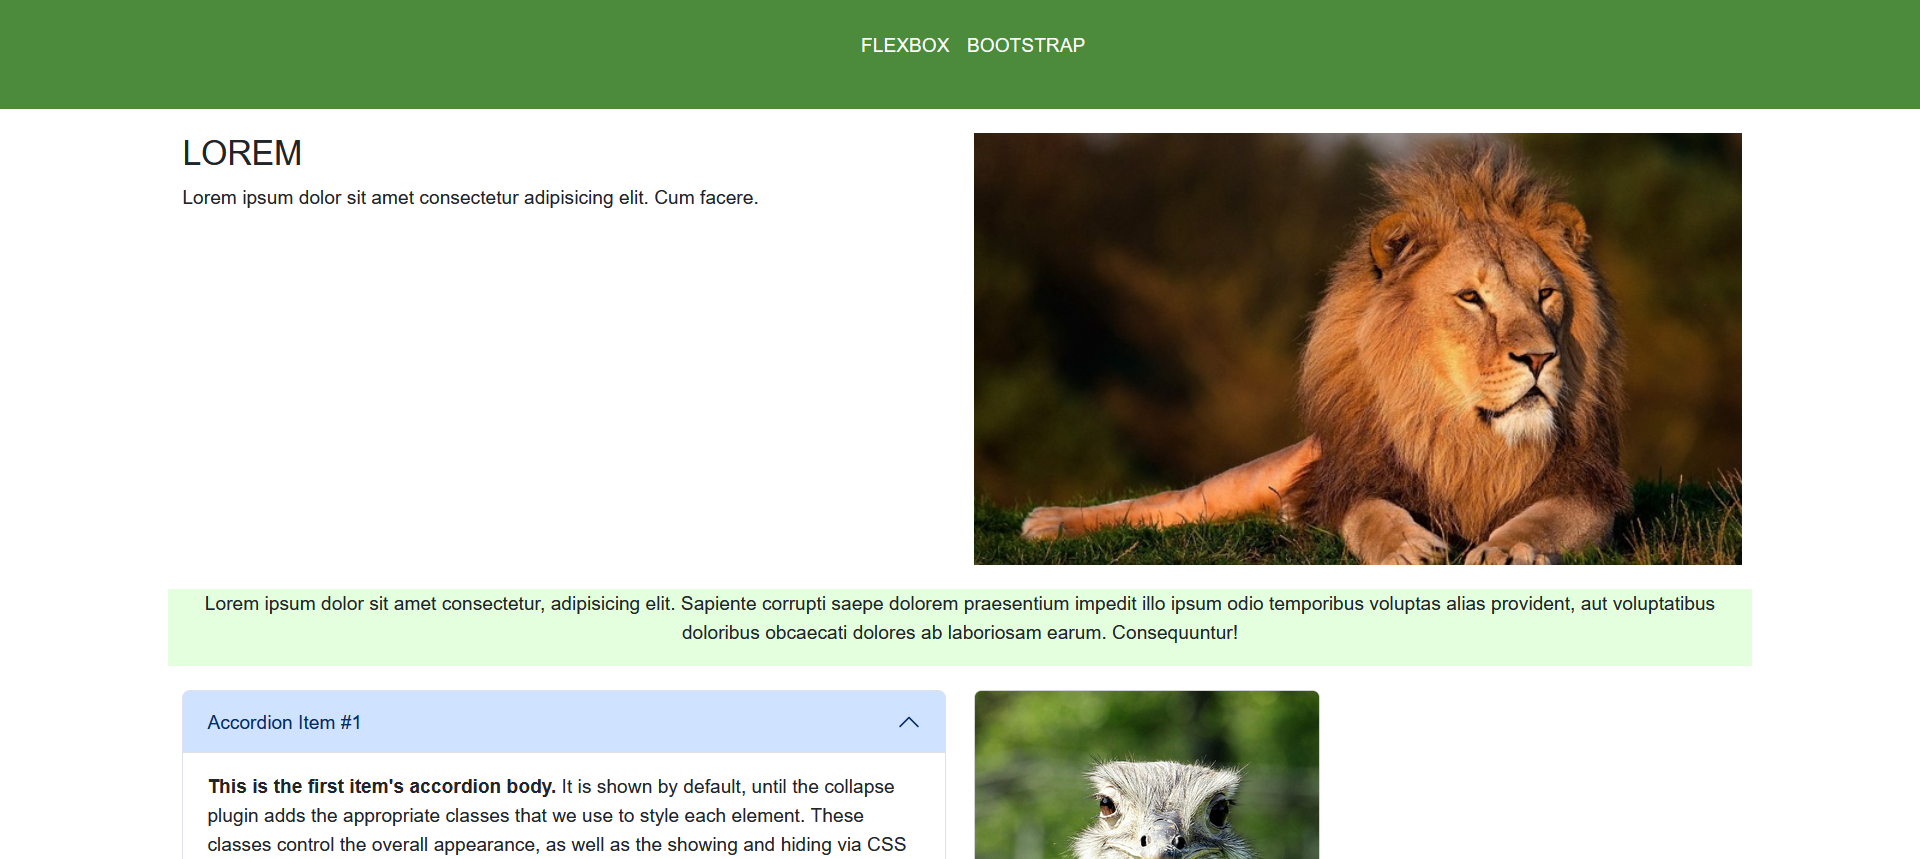 FLEXBOX BOOTSTRAP
LOREM
Lorem ipsum dolor sit amet consectetur adipisicing elit. Cum facere.
Lorem ipsum dolor sit amet consectetur, adipisicing elit. Sapiente corrupti saepe dolorem praesentium impedit illo ipsum odio temporibus voluptas alias provident, aut voluptatibus
doloribus obcaecati dolores ab laboriosam earum. Consequuntur!
Accordion Item #1
This is the first item's accordion body. It is shown by default, until the collapse
plugin adds the appropriate classes that we use to style each element. These
classes control the overall appearance, as well as the showing and hiding via CSS